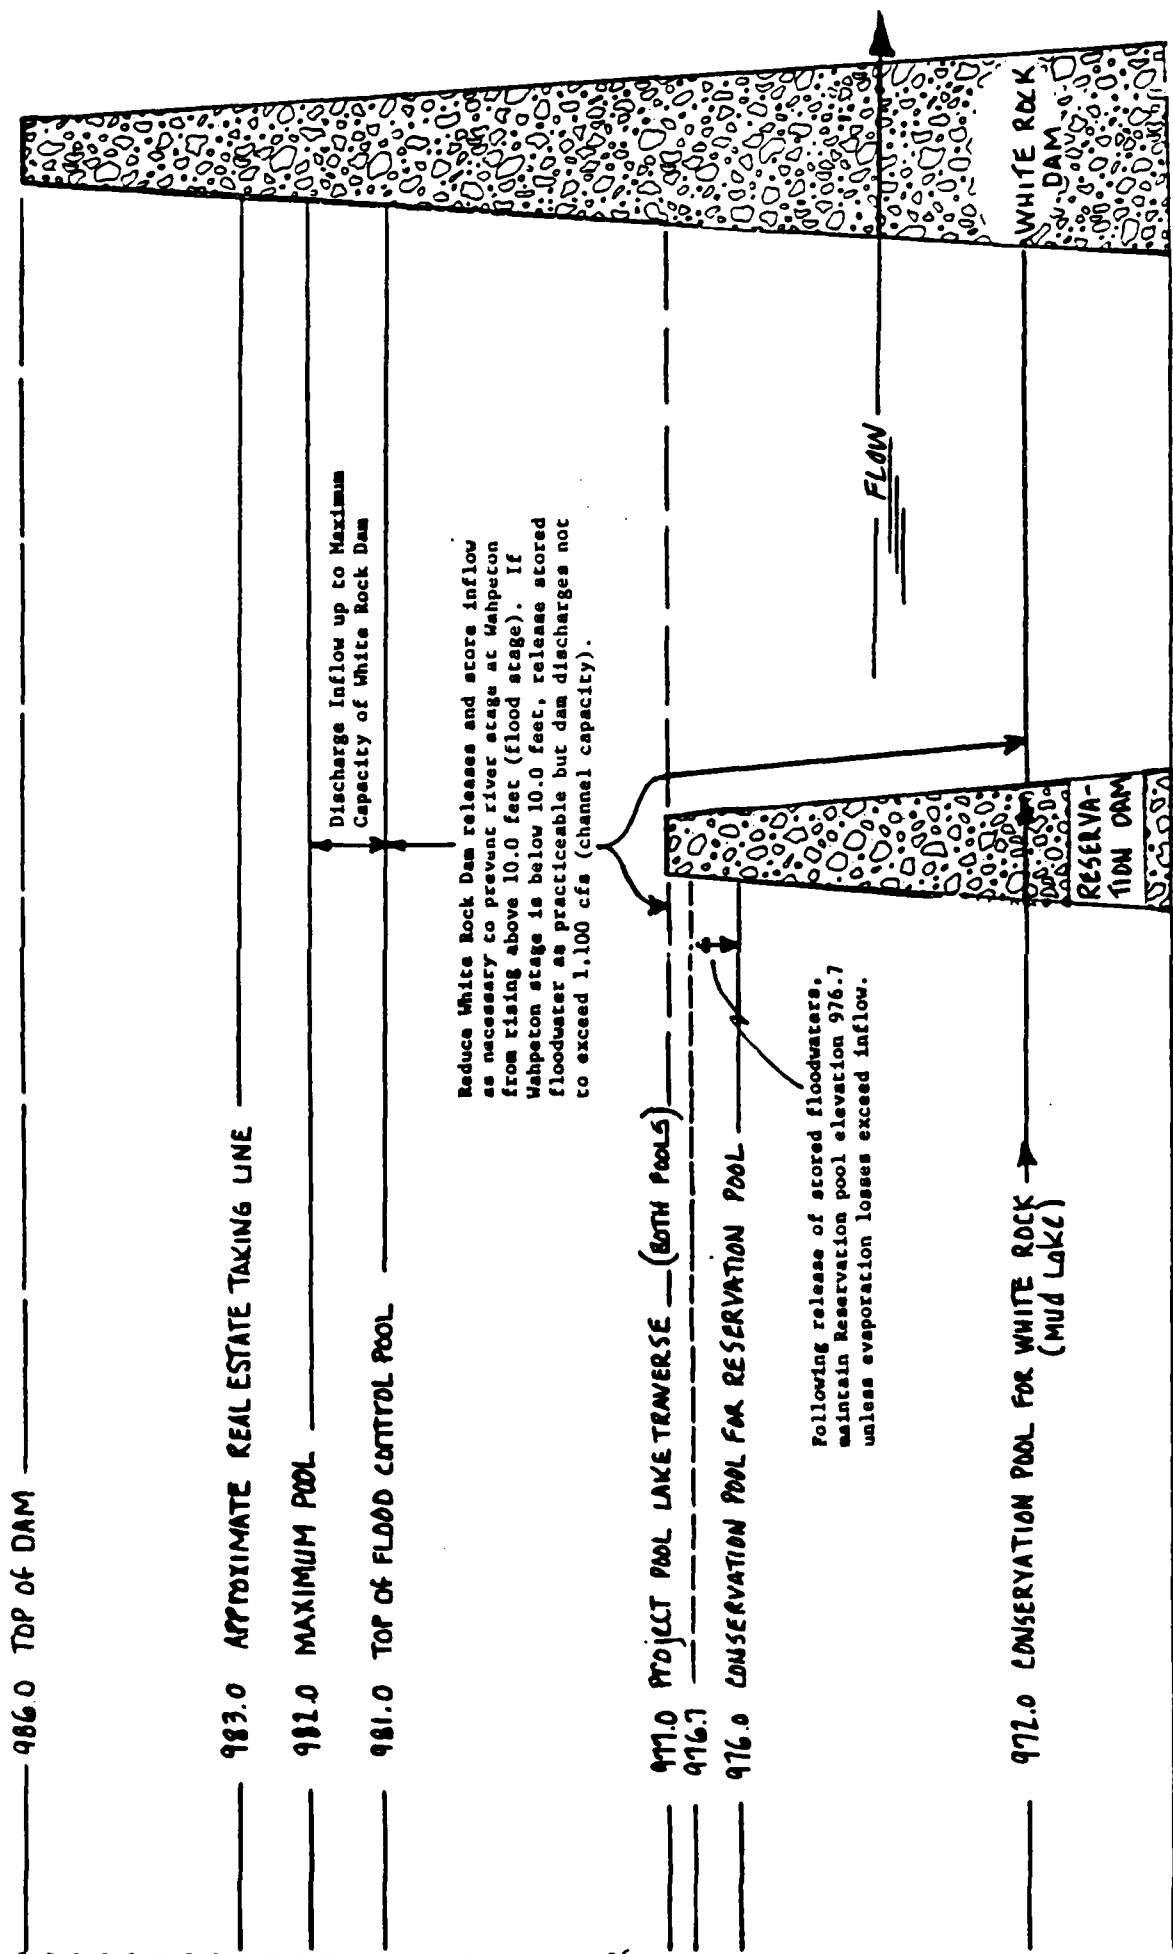 986.0 TOP OF DAM
983.0 APPROXIMATE REAL ESTATE TAKING LINE
982.0 MAXIMUM POOL
Discharge Inflow up to Maximum
Capacity of White Rock Dam
981.0 TOP OF FLOOD CONTROL POOL
Reduce White Rock Dam releases and store inflow
as necessary to prevent river stage at Wahpeton
from rising above 10.0 feet (flood stage). If
Wahpeton stage is below 10.0 feet, release stored
floodwater as practiceable but dam discharges not
to exceed 1,100 cfs (channel capacity).
977.0 PROJECT POOL LAKE TRAVERSE (BOTH POOLS)
976.7
976.0 CONSERVATION POOL FOR RESERVATION POOL
Following release of stored floodwaters,
maintain Reservation pool elevation 976.7
unless evaporation losses exceed inflow.
FLOW
972.0 CONSERVATION POOL FOR WHITE ROCK
(MUD LAKE)
RESERVA-
TION DAM
WHITE ROCK
DAM